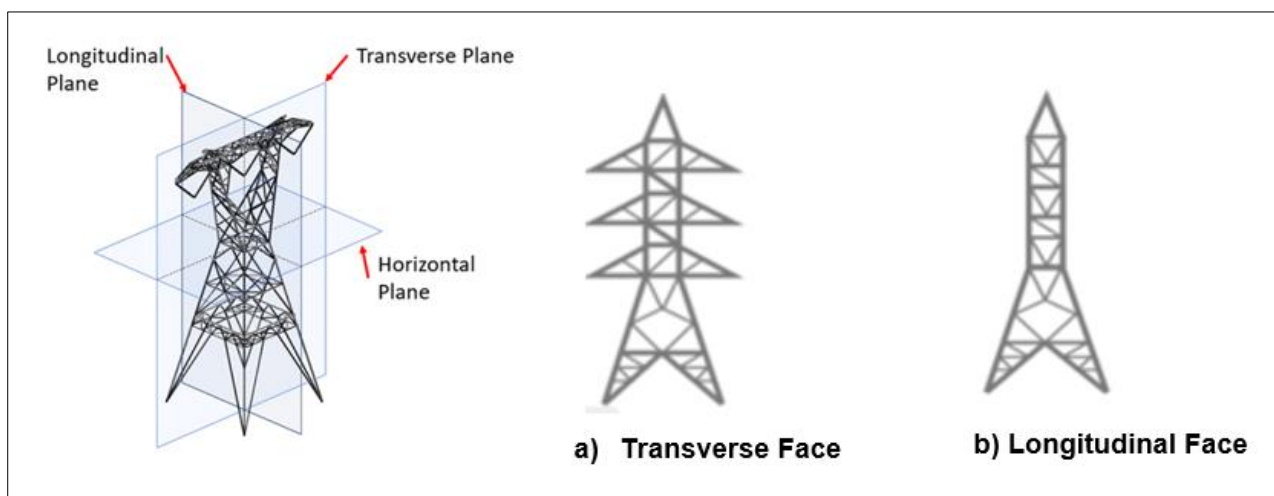 Longitudinal
Plane
Transverse Plane
Horizontal
Plane
a) Transverse Face
b) Longitudinal Face